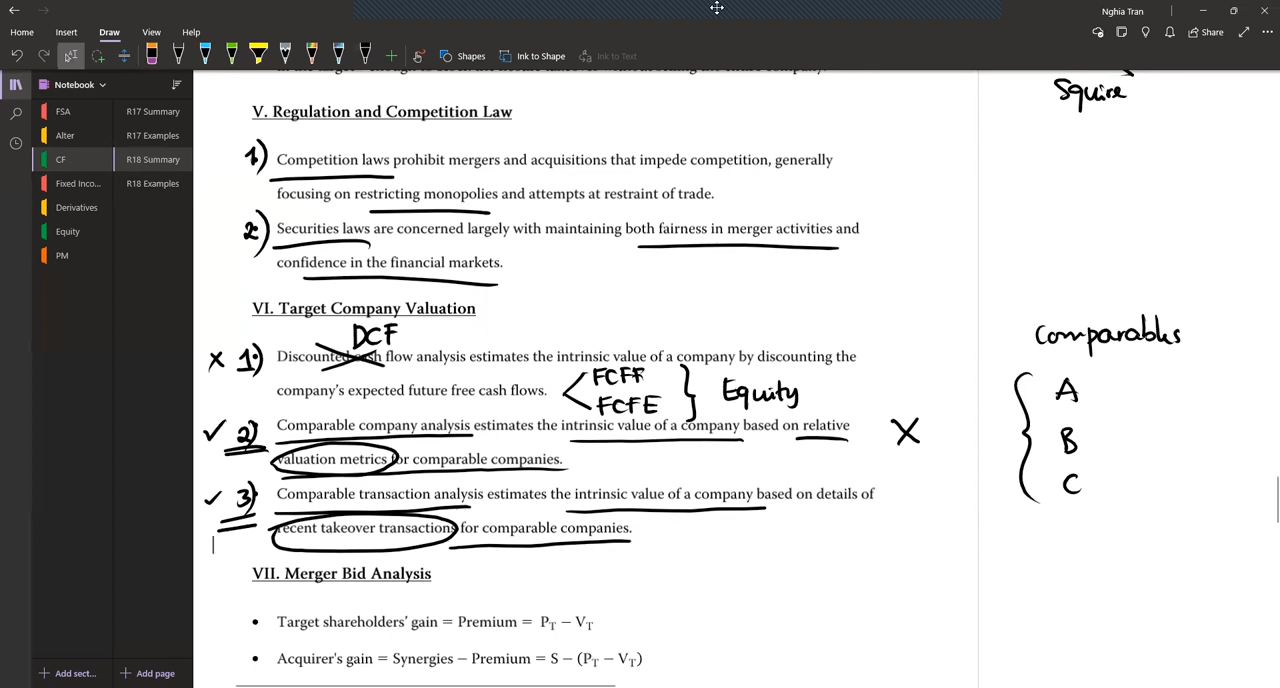 Nghia Tran
Home Insert Draw View Help
Share
Shapes Ink to Shape Ink to Text
Notebook
FSA
Alter
CF
Fixed Inco...
Derivatives
Equity
PM
R17 Summary
R17 Examples
R18 Summary
R18 Examples
Add sect...
Add page
Squire
V. Regulation and Competition Law
1) Competition laws prohibit mergers and acquisitions that impede competition, generally
focusing on restricting monopolies and attempts at restraint of trade.
2) Securities laws are concerned largely with maintaining both fairness in merger activities and
confidence in the financial markets.
VI. Target Company Valuation
DCF
x 1) Discounted cash flow analysis estimates the intrinsic value of a company by discounting the
company's expected future free cash flows. FCFF
FCFE Equity
✓ 2) Comparable company analysis estimates the intrinsic value of a company based on relative X
valuation metrics for comparable companies.
✓ 3) Comparable transaction analysis estimates the intrinsic value of a company based on details of
recent takeover transactions for comparable companies.
Comparables
A
B
C
VII. Merger Bid Analysis
• Target shareholders' gain = Premium = P_T − V_T
• Acquirer's gain = Synergies − Premium = S − (P_T − V_T)